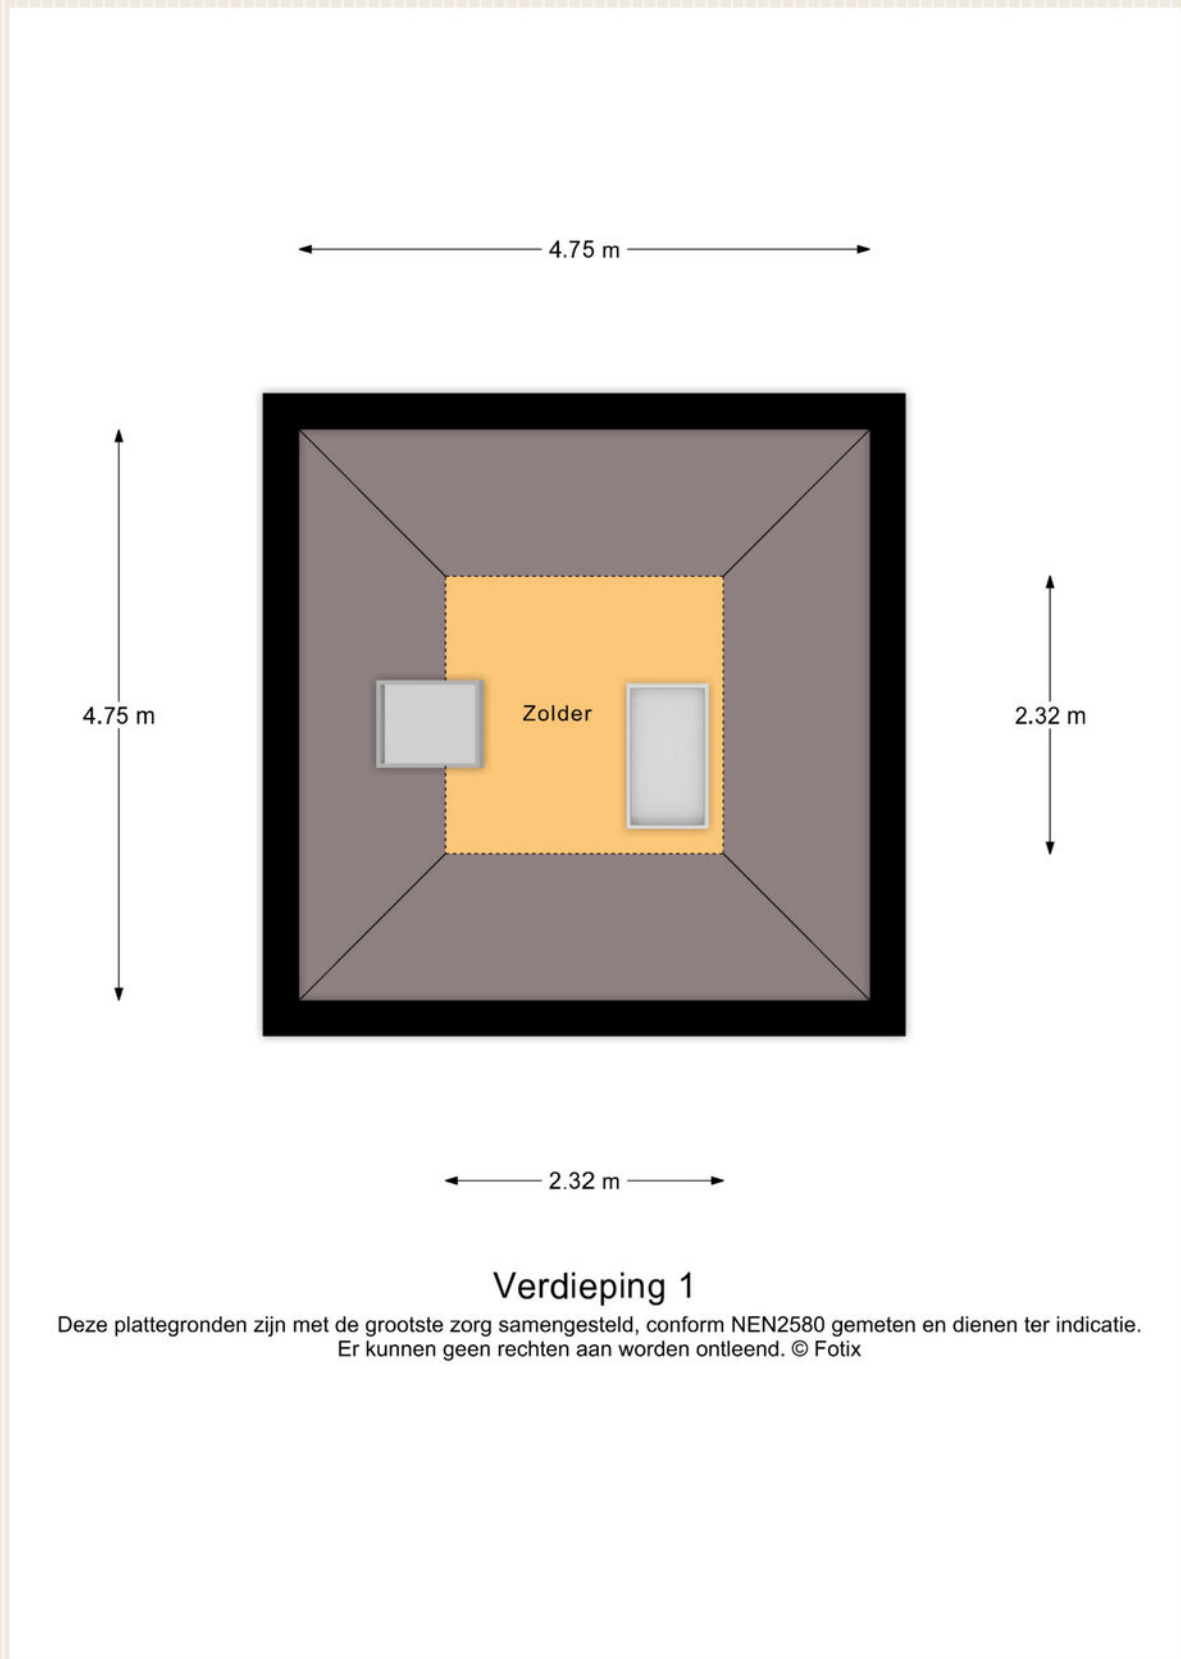 4.75 m
Zolder
4.75 m
2.32 m
2.32 m
Verdieping 1
Deze plattegronden zijn met de grootste zorg samengesteld, conform NEN2580 gemeten en dienen ter indicatie.
Er kunnen geen rechten aan worden ontleend. © Fotix